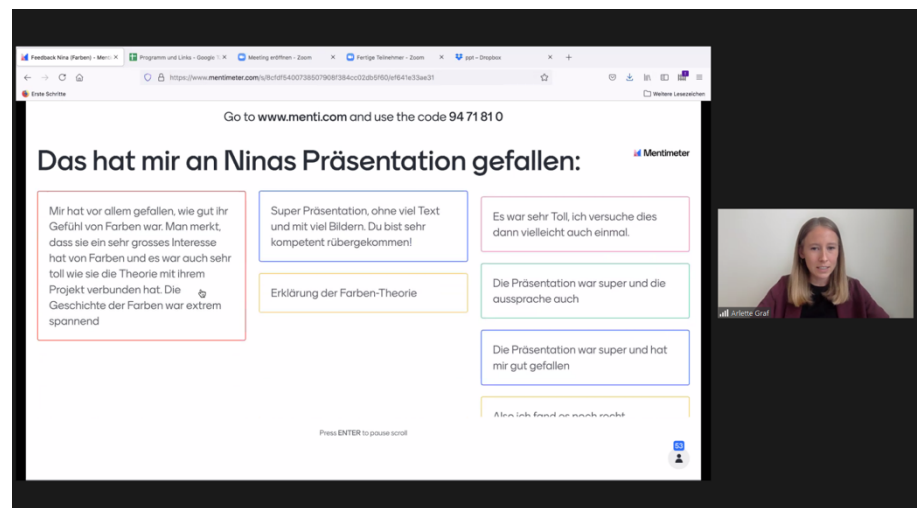 Feedback Nina (Farben) - Menti
Programm und Links - Google
Meeting eröffnen - Zoom
Fertige Teilnehmer - Zoom
ppt - Dropbox
Erste Schritte
Weitere Lesezeichen
Go to www.menti.com and use the code 94 71 81 0
Das hat mir an Ninas Präsentation gefallen:
Mentimeter
Mir hat vor allem gefallen, wie gut ihr
Gefühl von Farben war. Man merkt,
dass sie ein sehr grosses Interesse
hat von Farben und es war auch sehr
toll wie sie die Theorie mit ihrem
Projekt verbunden hat. Die
Geschichte der Farben war extrem
spannend
Super Präsentation, ohne viel Text
und mit viel Bildern. Du bist sehr
kompetent rübergekommen!
Erklärung der Farben-Theorie
Es war sehr Toll, ich versuche dies
dann vielleicht auch einmal.
Die Präsentation war super und die
aussprache auch
Die Präsentation war super und hat
mir gut gefallen
Also ich fand es noch recht
Press ENTER to pause scroll
53
Arlette Graf